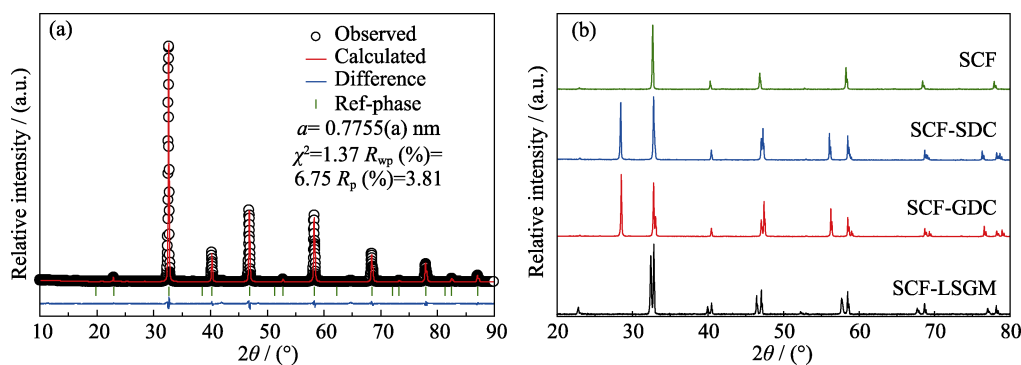 (a)
Observed
Calculated
Difference
Ref-phase
a= 0.7755(a) nm
χ²=1.37 Rwp (%)=
6.75 Rp (%)=3.81
Relative intensity / (a.u.)
10 20 30 40 50 60 70 80 90
2θ / (°)
(b)
SCF
SCF-SDC
SCF-GDC
SCF-LSGM
Relative intensity / (a.u.)
20 30 40 50 60 70 80
2θ / (°)